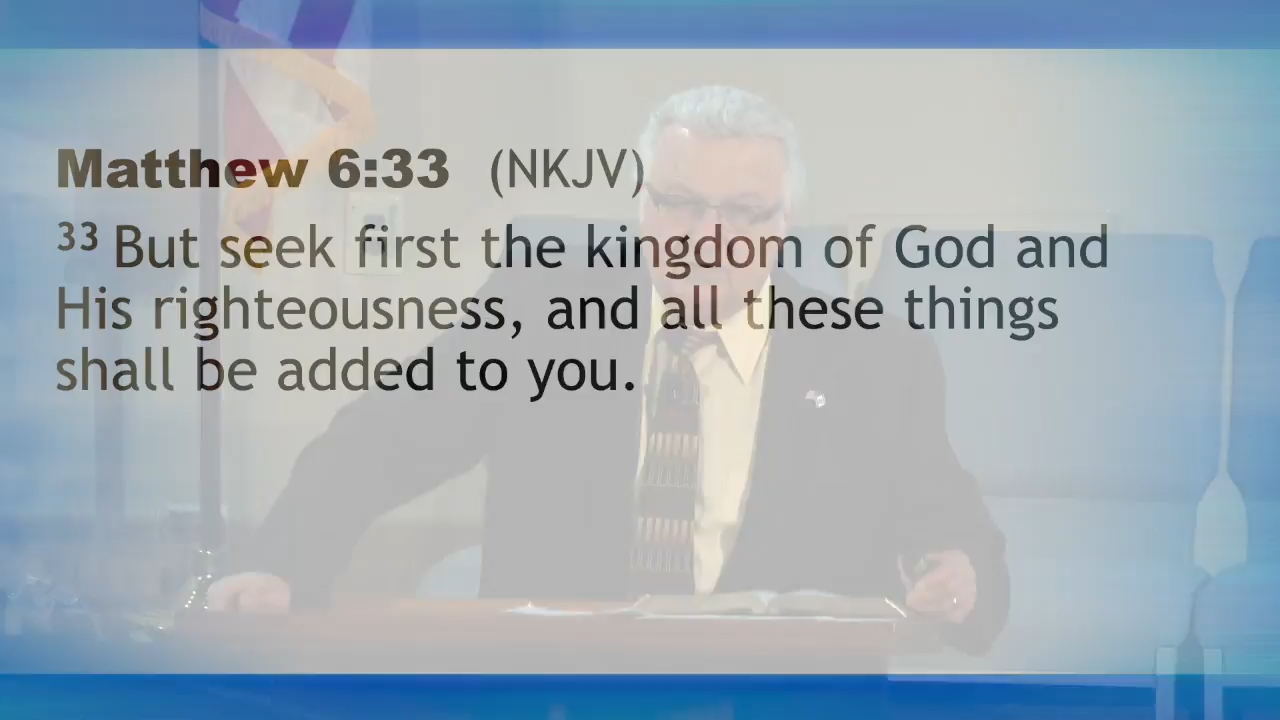 Matthew 6:33 (NKJV)
33 But seek first the kingdom of God and
His righteousness, and all these things
shall be added to you.